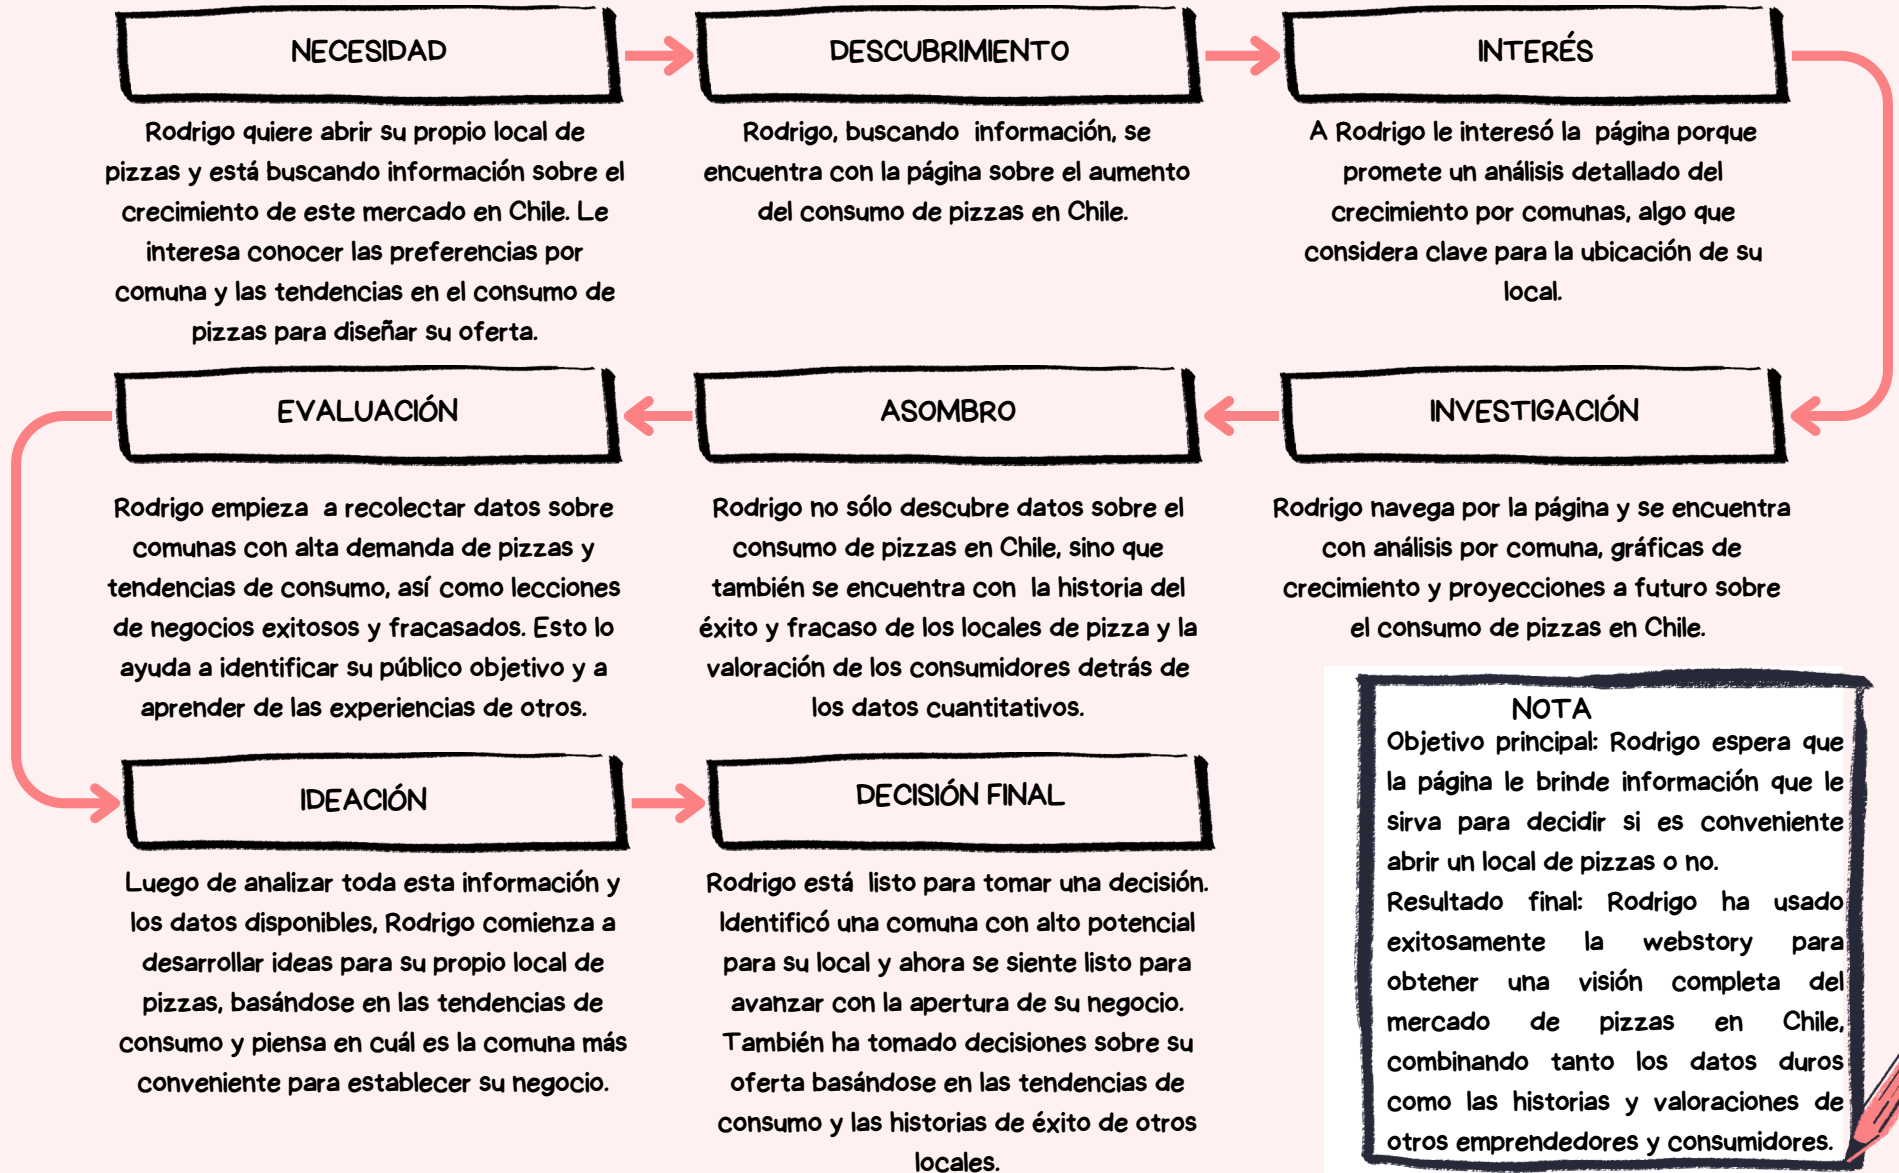 NECESIDAD
Rodrigo quiere abrir su propio local de
pizzas y está buscando información sobre el
crecimiento de este mercado en Chile. Le
interesa conocer las preferencias por
comuna y las tendencias en el consumo de
pizzas para diseñar su oferta.
DESCUBRIMIENTO
Rodrigo, buscando información, se
encuentra con la página sobre el aumento
del consumo de pizzas en Chile.
INTERÉS
A Rodrigo le interesó la página porque
promete un análisis detallado del
crecimiento por comunas, algo que
considera clave para la ubicación de su
local.
INVESTIGACIÓN
Rodrigo navega por la página y se encuentra
con análisis por comuna, gráficas de
crecimiento y proyecciones a futuro sobre
el consumo de pizzas en Chile.
ASOMBRO
Rodrigo no sólo descubre datos sobre el
consumo de pizzas en Chile, sino que
también se encuentra con la historia del
éxito y fracaso de los locales de pizza y la
valoración de los consumidores detrás de
los datos cuantitativos.
EVALUACIÓN
Rodrigo empieza a recolectar datos sobre
comunas con alta demanda de pizzas y
tendencias de consumo, así como lecciones
de negocios exitosos y fracasados. Esto lo
ayuda a identificar su público objetivo y a
aprender de las experiencias de otros.
IDEACIÓN
Luego de analizar toda esta información y
los datos disponibles, Rodrigo comienza a
desarrollar ideas para su propio local de
pizzas, basándose en las tendencias de
consumo y piensa en cuál es la comuna más
conveniente para establecer su negocio.
DECISIÓN FINAL
Rodrigo está listo para tomar una decisión.
Identificó una comuna con alto potencial
para su local y ahora se siente listo para
avanzar con la apertura de su negocio.
También ha tomado decisiones sobre su
oferta basándose en las tendencias de
consumo y las historias de éxito de otros
locales.
NOTA
Objetivo principal: Rodrigo espera que
la página le brinde información que le
sirva para decidir si es conveniente
abrir un local de pizzas o no.
Resultado final: Rodrigo ha usado
exitosamente la webstory para
obtener una visión completa del
mercado de pizzas en Chile,
combinando tanto los datos duros
como las historias y valoraciones de
otros emprendedores y consumidores.